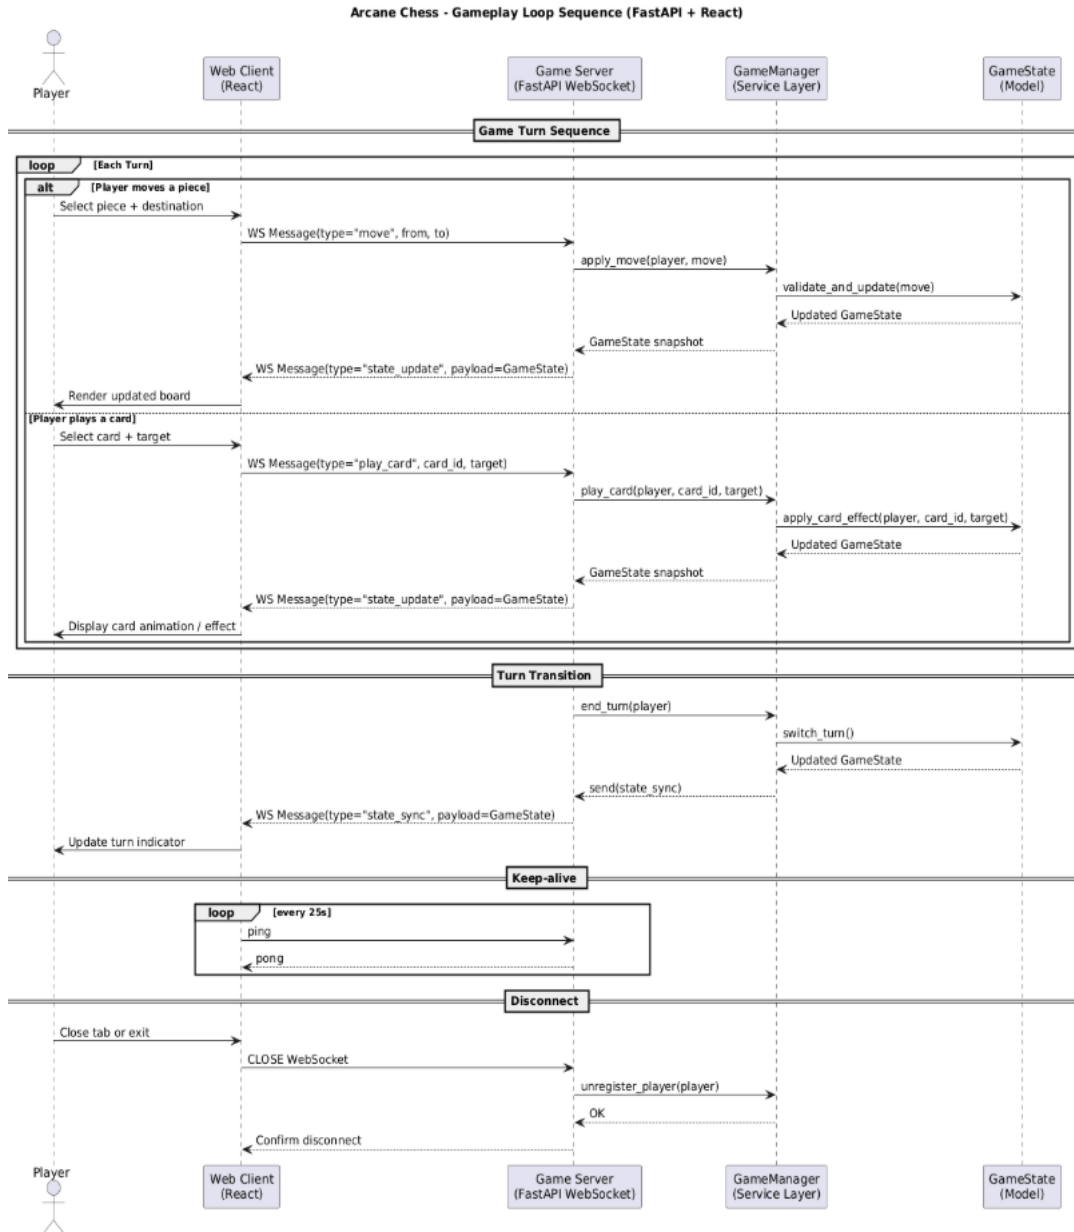 Arcane Chess - Gameplay Loop Sequence (FastAPI + React)
Player
Web Client
(React)
Game Server
(FastAPI WebSocket)
GameManager
(Service Layer)
GameState
(Model)
Game Turn Sequence
loop [Each Turn]
alt [Player moves a piece]
Select piece + destination
WS Message(type="move", from, to)
apply_move(player, move)
validate_and_update(move)
Updated GameState
GameState snapshot
WS Message(type="state_update", payload=GameState)
Render updated board
[Player plays a card]
Select card + target
WS Message(type="play_card", card_id, target)
play_card(player, card_id, target)
apply_card_effect(player, card_id, target)
Updated GameState
GameState snapshot
WS Message(type="state_update", payload=GameState)
Display card animation / effect
Turn Transition
end_turn(player)
switch_turn()
Updated GameState
send(state_sync)
WS Message(type="state_sync", payload=GameState)
Update turn indicator
Keep-alive
loop [every 25s]
ping
pong
Disconnect
Close tab or exit
CLOSE WebSocket
unregister_player(player)
OK
Confirm disconnect
Player
Web Client
(React)
Game Server
(FastAPI WebSocket)
GameManager
(Service Layer)
GameState
(Model)